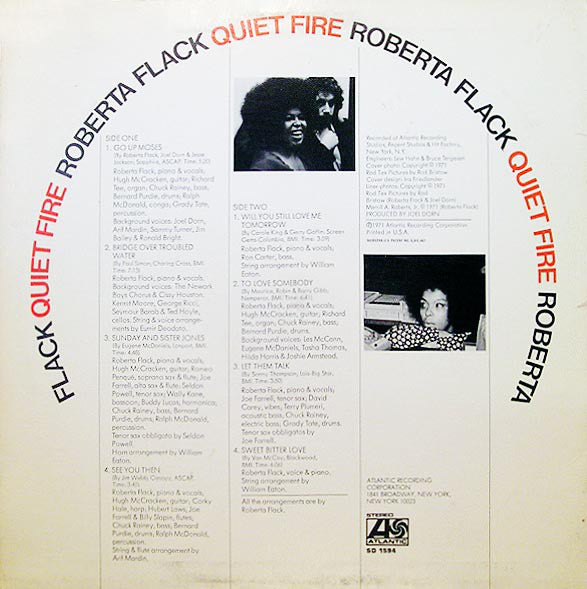 FLACK QUIET FIRE ROBERTA FLACK QUIET FIRE ROBERTA FLACK QUIET FIRE ROBERTA
SIDE ONE
1. GO UP MOSES
(By Roberta Flack, Joel Dorn & Jesse
Jackson, Sopophie, ASCAP, Time: 5:20)
Roberta Flack, piano & vocals;
Hugh McCracken, guitar; Richard
Tee, organ; Chuck Rainey, bass;
Bernard Purdie, drums; Ralph
McDonald, conga; Grady Tate,
percussion.
Background voices: Joel Dorn,
Arif Mardin, Sammy Turner, Jim
Bailey & Ronald Bright.
2. BRIDGE OVER TROUBLED
WATER
(By Paul Simon, Charing Cross, BMI.
Time: 7:13)
Roberta Flack, piano & vocals.
Background voices: The Newark
Boys Chorus & Cissy Houston.
Kermit Moore, George Ricci,
Seymour Barab & Ted Hoyle,
cellos. String & voice arrange-
ments by Eumir Deodato.
3. SUNDAY AND SISTER JONES
(By Eugene McDaniels, Lonport, BMI.
Time: 4:48)
Roberta Flack, piano & vocals;
Hugh McCracken, guitar; Romeo
Penque, soprano sax & flute; Joe
Farrell, alto sax & flute; Seldon
Powell, tenor sax; Wally Kane,
bassoon; Buddy Lucas, harmonica;
Chuck Rainey, bass; Bernard
Purdie, drums; Ralph McDonald,
percussion.
Tenor sax obbligato by Seldon
Powell.
Horn arrangement by William
Eaton.
4. SEE YOU THEN
(By Jim Webb, Canopy, ASCAP.
Time: 3:41)
Roberta Flack, piano & vocals,
Hugh McCracken, guitar; Corky
Hale, harp; Hubert Laws, Joe
Farrell & Billy Slapin, flutes;
Chuck Rainey, bass; Bernard
Purdie, drums; Ralph McDonald,
percussion.
String & flute arrangement by
Arif Mardin.
SIDE TWO
1. WILL YOU STILL LOVE ME
TOMORROW
(By Carole King & Gerry Goffin, Screen
Gems Columbia, BMI. Time: 3:59)
Roberta Flack, piano & vocals;
Ron Carter, bass.
String arrangement by William
Eaton.
2. TO LOVE SOMEBODY
(By Maurice, Robin & Barry Gibb,
Nemperor, BMI. Time: 6:41)
Roberta Flack, piano & vocals;
Hugh McCracken, guitar; Richard
Tee, organ; Chuck Rainey, bass;
Bernard Purdie, drums.
Background voices: Les McCann,
Eugene McDaniels, Tasha Thomas,
Hilda Harris & Joshie Armstead.
3. LET THEM TALK
(By Sonny Thompson, Lois-Big Star,
BMI. Time: 3:50)
Roberta Flack, piano & vocals;
Joe Farrell, tenor sax; David
Carey, vibes; Terry Plumeri,
acoustic bass; Chuck Rainey,
electric bass; Grady Tate, drums.
Tenor sax obligatos by
Joe Farrell.
4. SWEET BITTER LOVE
(By Van McCoy, Blackwood,
BMI. Time: 6:06)
Roberta Flack, voice & piano.
String arrangement by
William Eaton.
All the arrangements are by
Roberta Flack.
Recorded at Atlantic Recording
Studios, Regent Studios & Hit Factory,
New York, N.Y.
Engineers: Lew Hahn & Bruce Tergesen
Cover photo: Copyright © 1971
Rod Tex Pictures by Rod Bristow
Cover design: Ira Friedlander
Liner photos: Copyright © 1971
Rod Tex Pictures by Rod
Bristow (Roberta Flack & Joel Dorn)
Merrill A. Roberts, Jr. © 1971 (Roberta Flack)
PRODUCED BY JOEL DORN
℗1971 Atlantic Recording Corporation
Printed in U.S.A.
ATLANTIC RECORDING
CORPORATION
1841 BROADWAY, NEW YORK,
NEW YORK 10023
STEREO
ATLANTIC
SD 1594